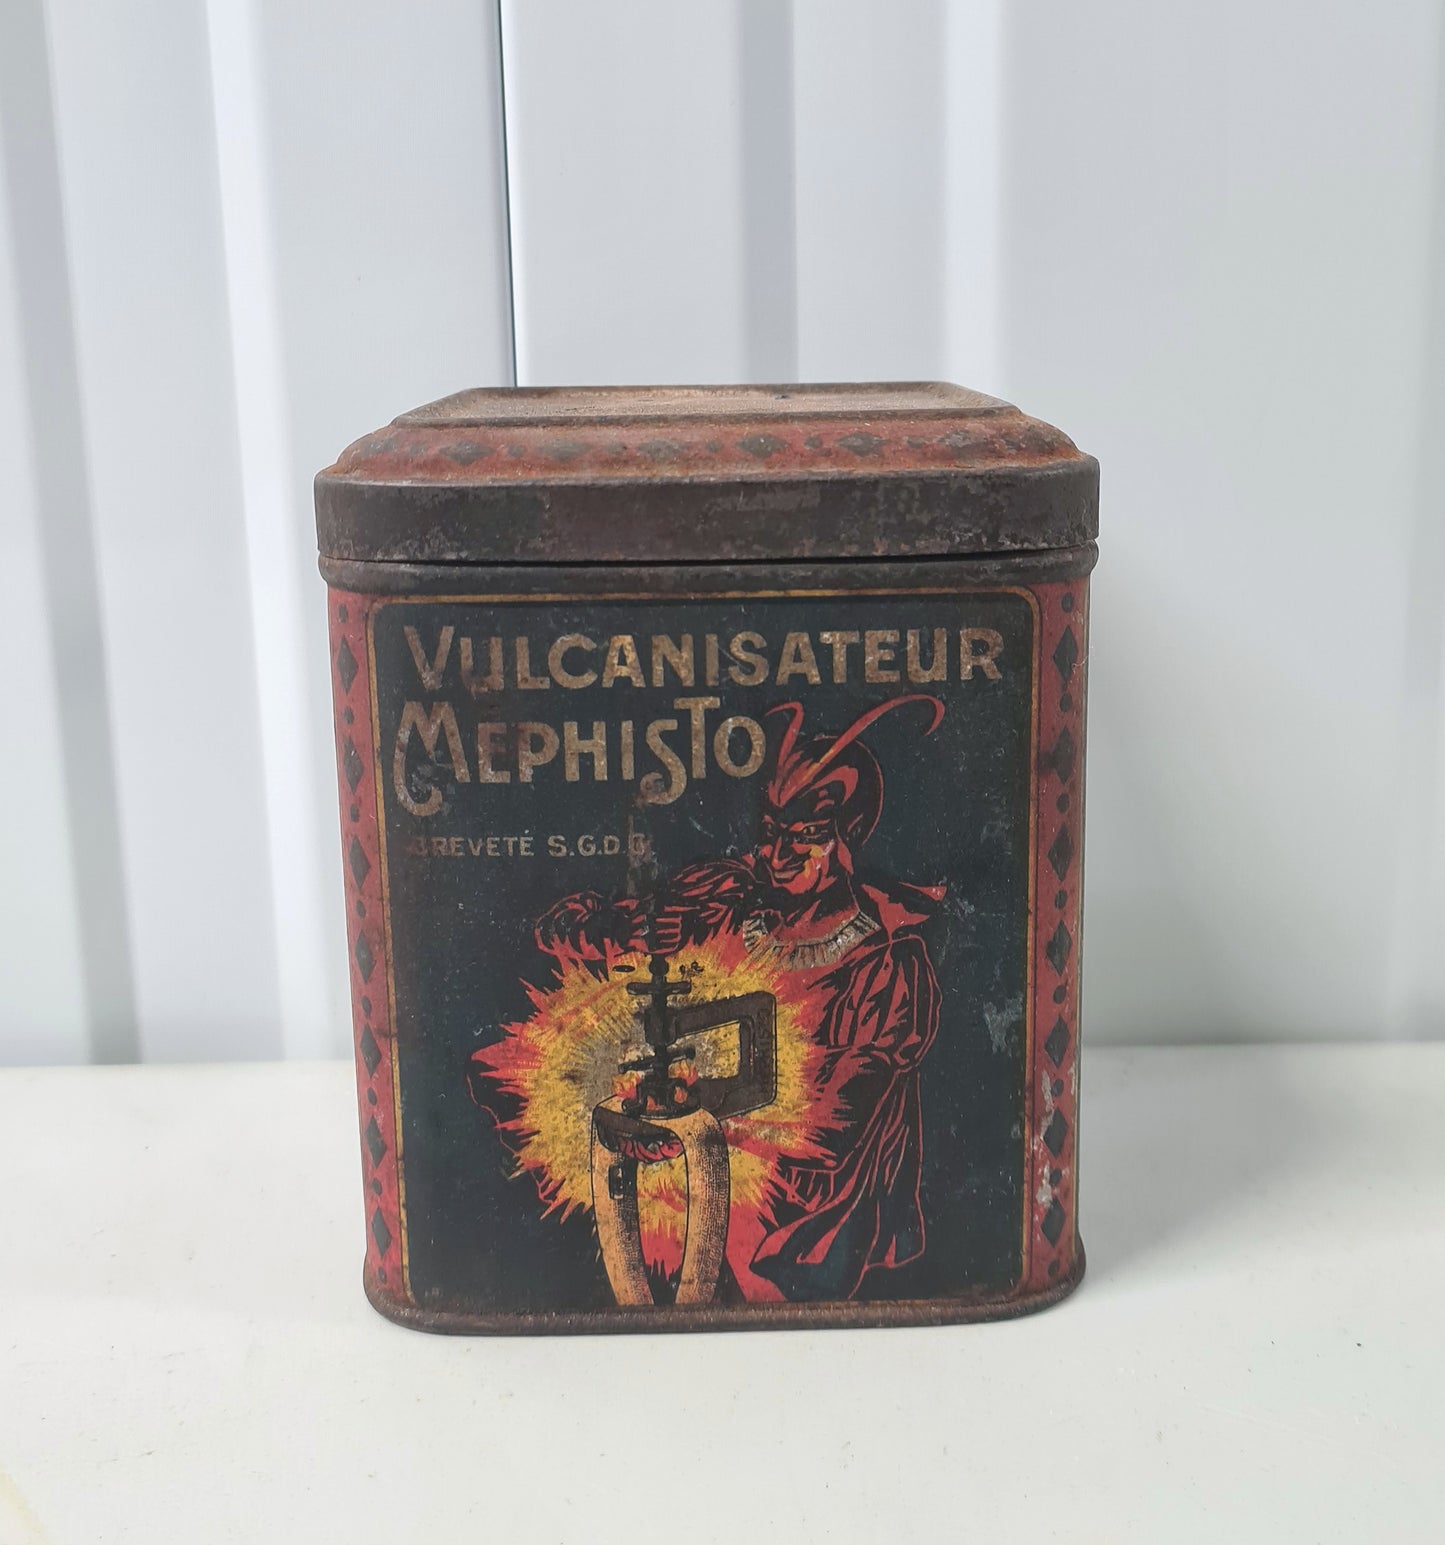 VULCANISATEUR
MEPHISTO
BREVETÉ S.G.D.G.